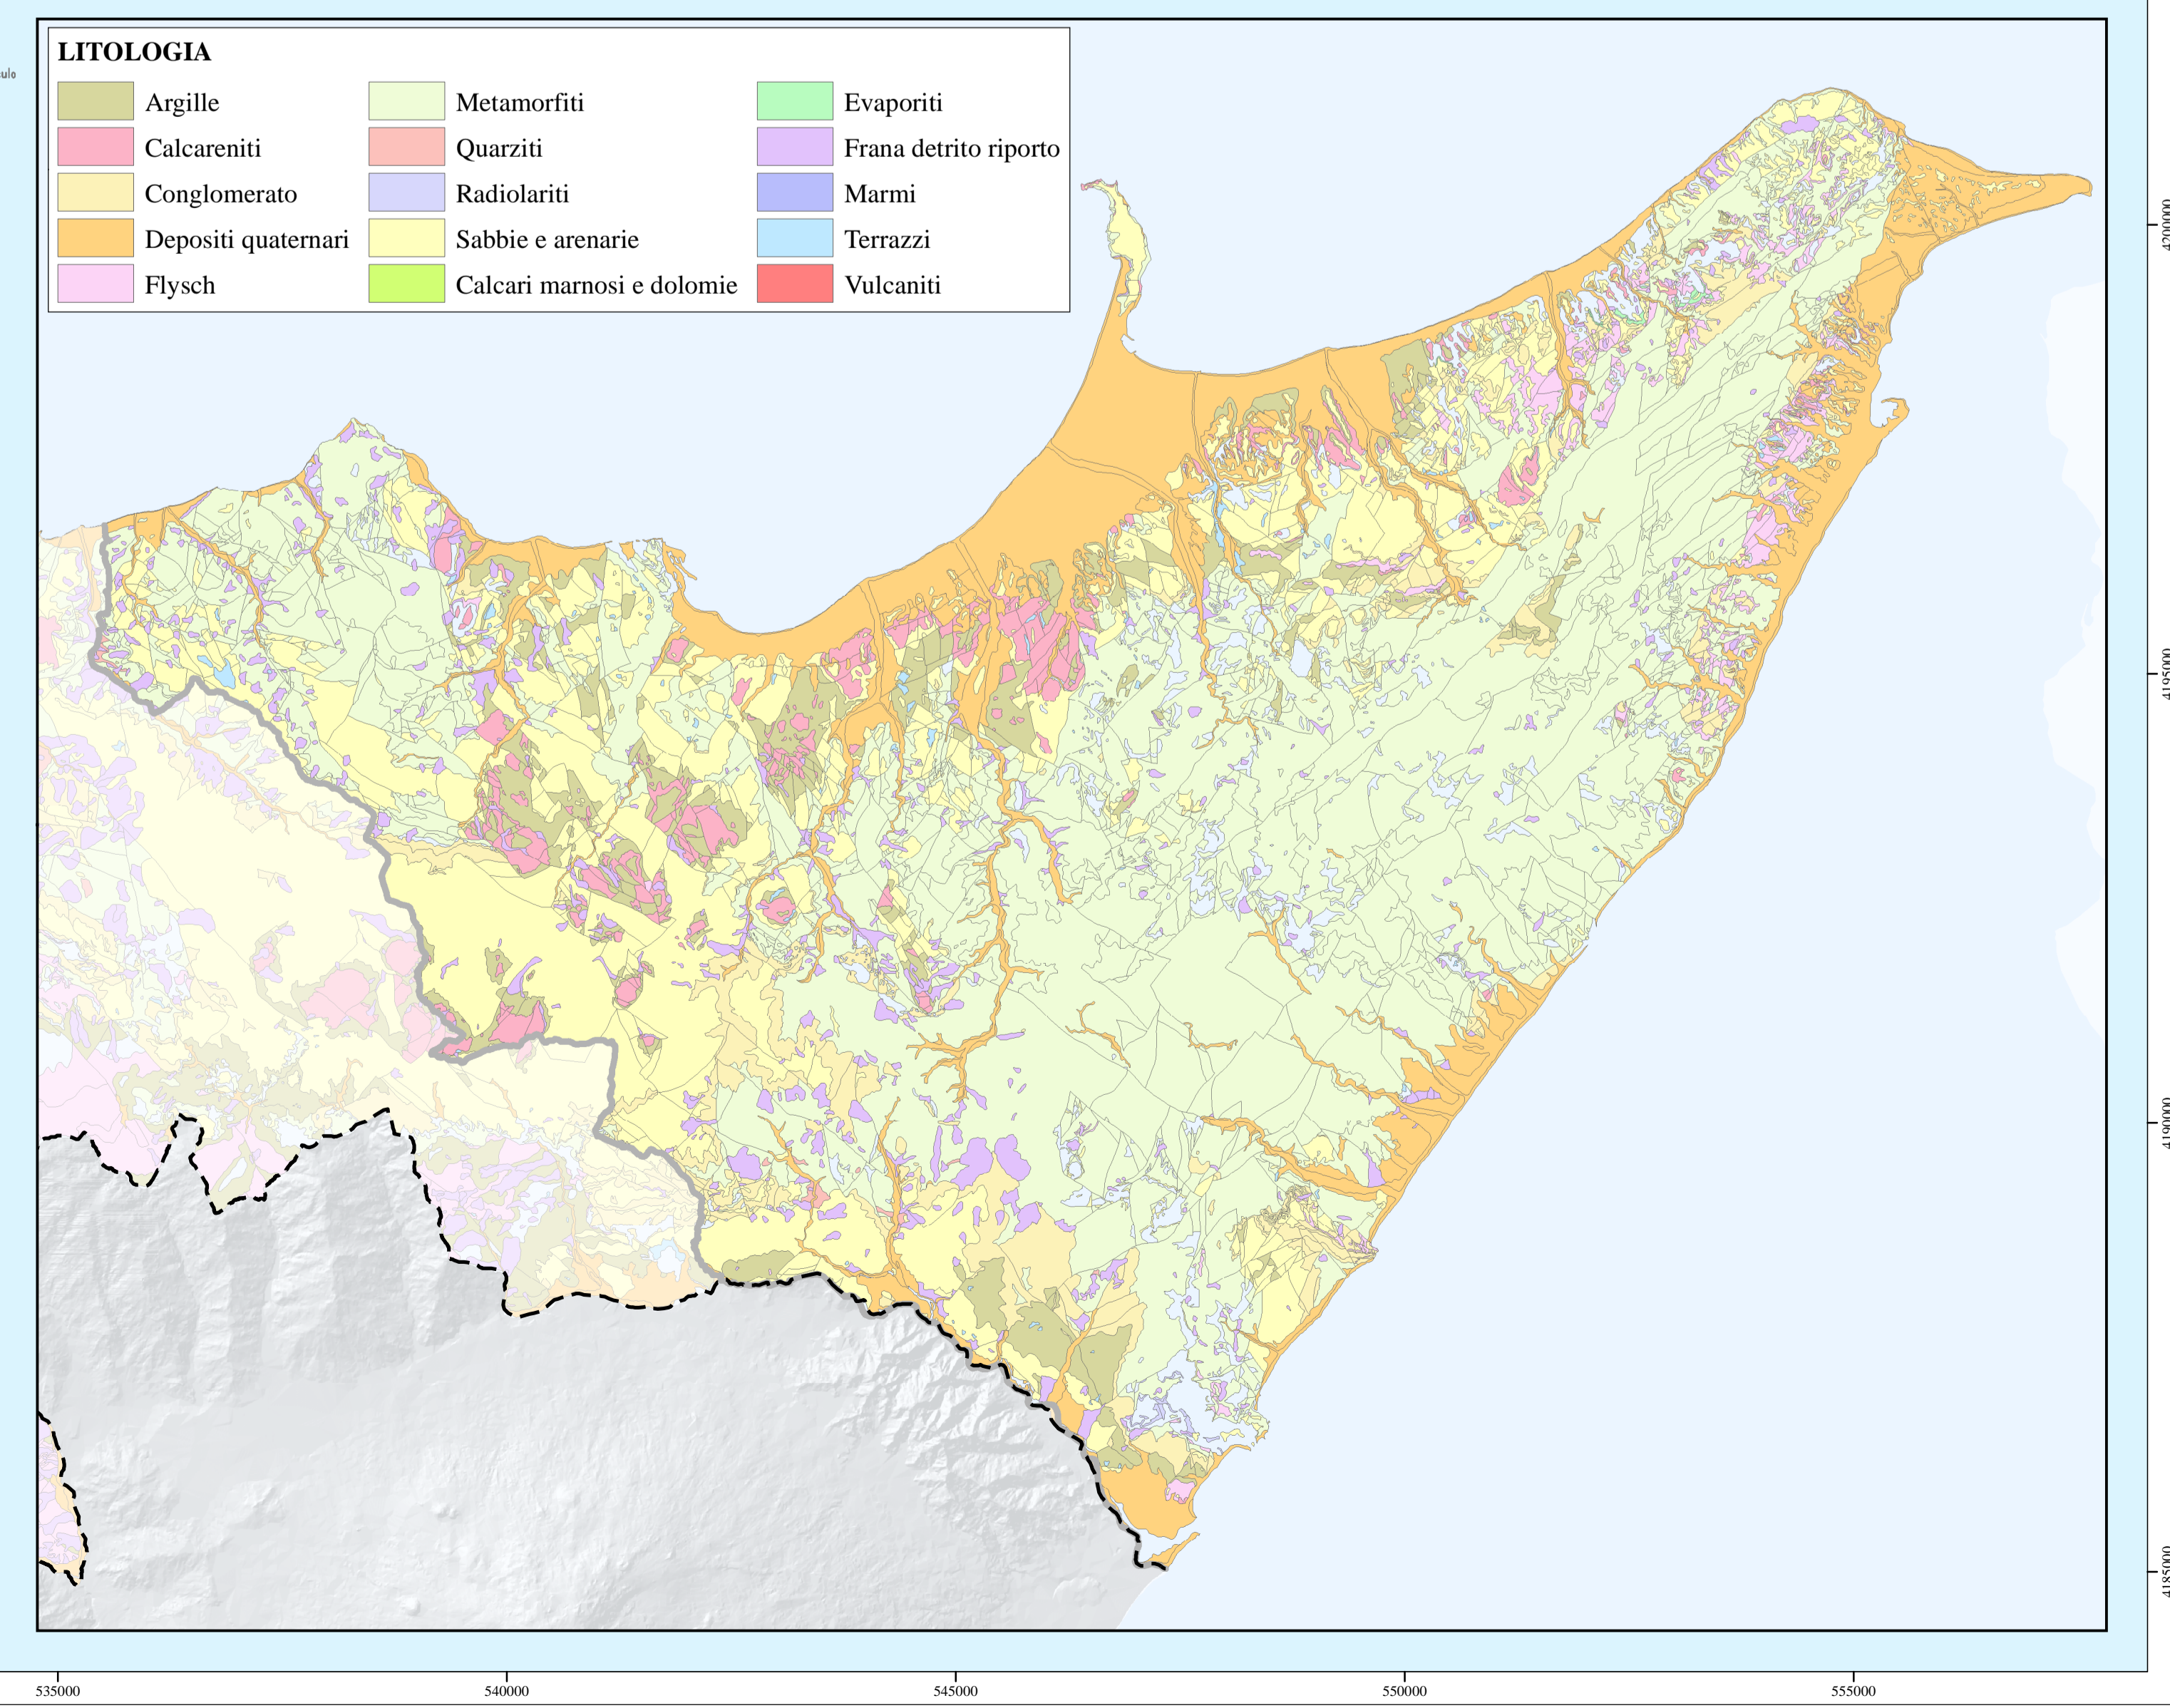 LITOLOGIA
Argille
Calcareniti
Conglomerato
Depositi quaternari
Flysch
Metamorfiti
Quarziti
Radiolariti
Sabbie e arenarie
Calcari marnosi e dolomie
Evaporiti
Frana detrito riporto
Marmi
Terrazzi
Vulcaniti
535000
540000
545000
550000
555000